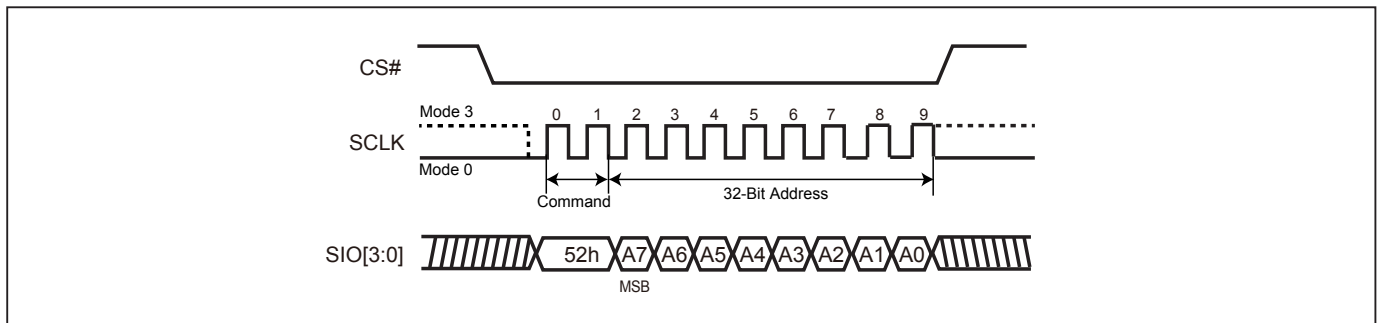 CS#
Mode 3
0 1 2 3 4 5 6 7 8 9
SCLK
Mode 0
Command
32-Bit Address
SIO[3:0]
52h A7 A6 A5 A4 A3 A2 A1 A0
MSB